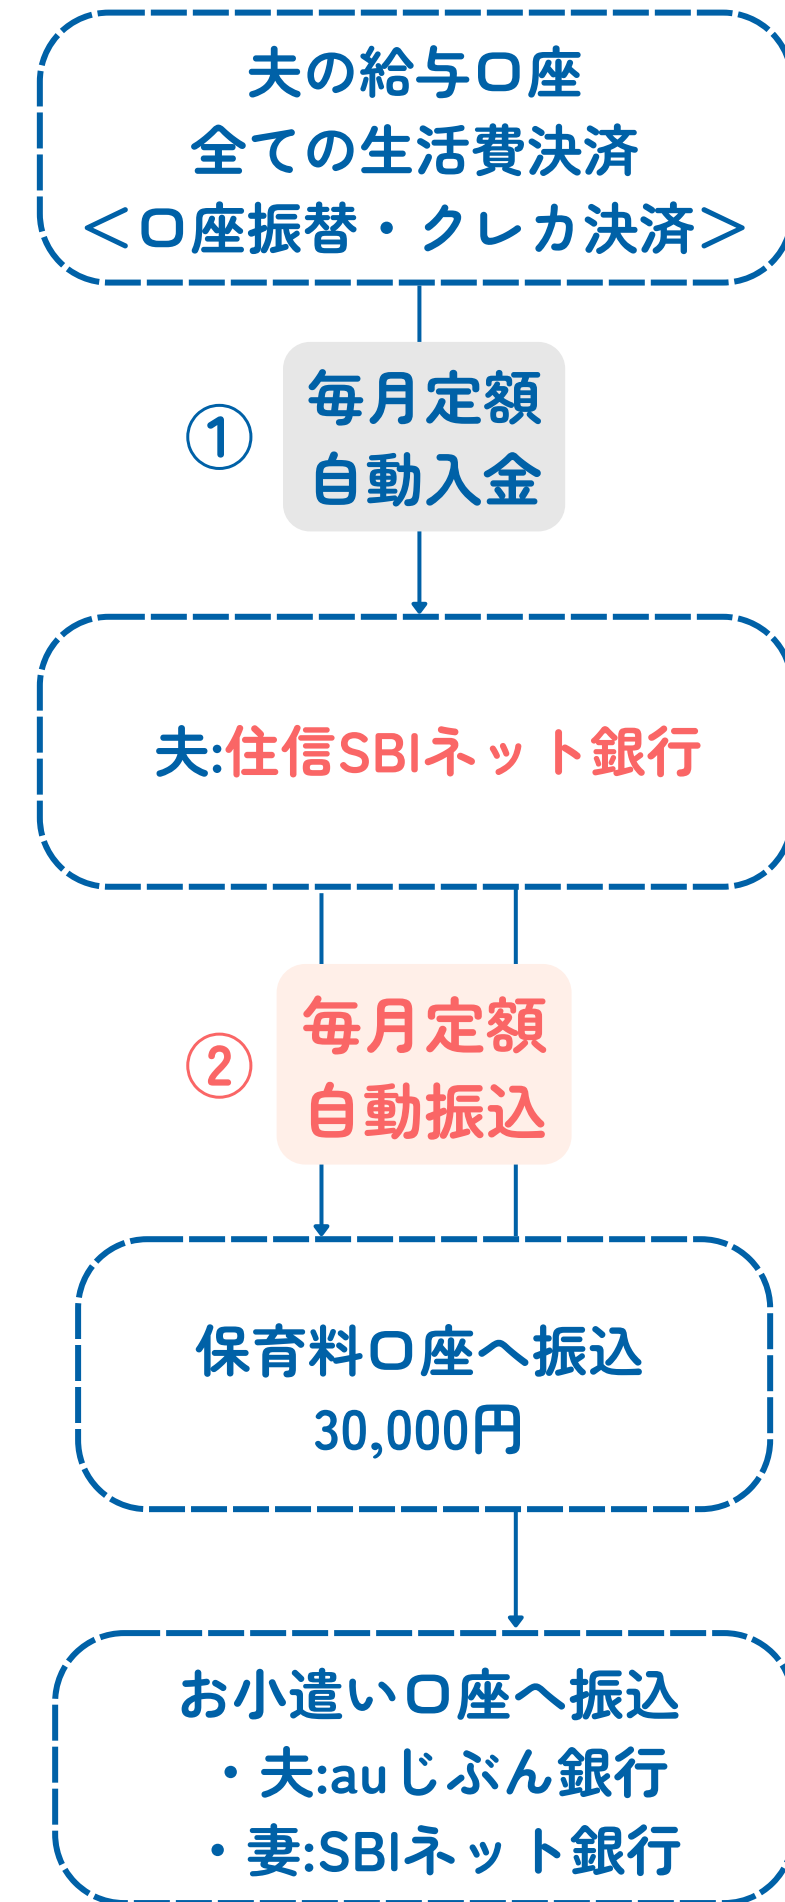 夫の給与口座
全ての生活費決済
＜口座振替・クレカ決済＞
①
毎月定額
自動入金
夫:住信SBIネット銀行
②
毎月定額
自動振込
保育料口座へ振込
30,000円
お小遣い口座へ振込
・夫:auじぶん銀行
・妻:SBIネット銀行